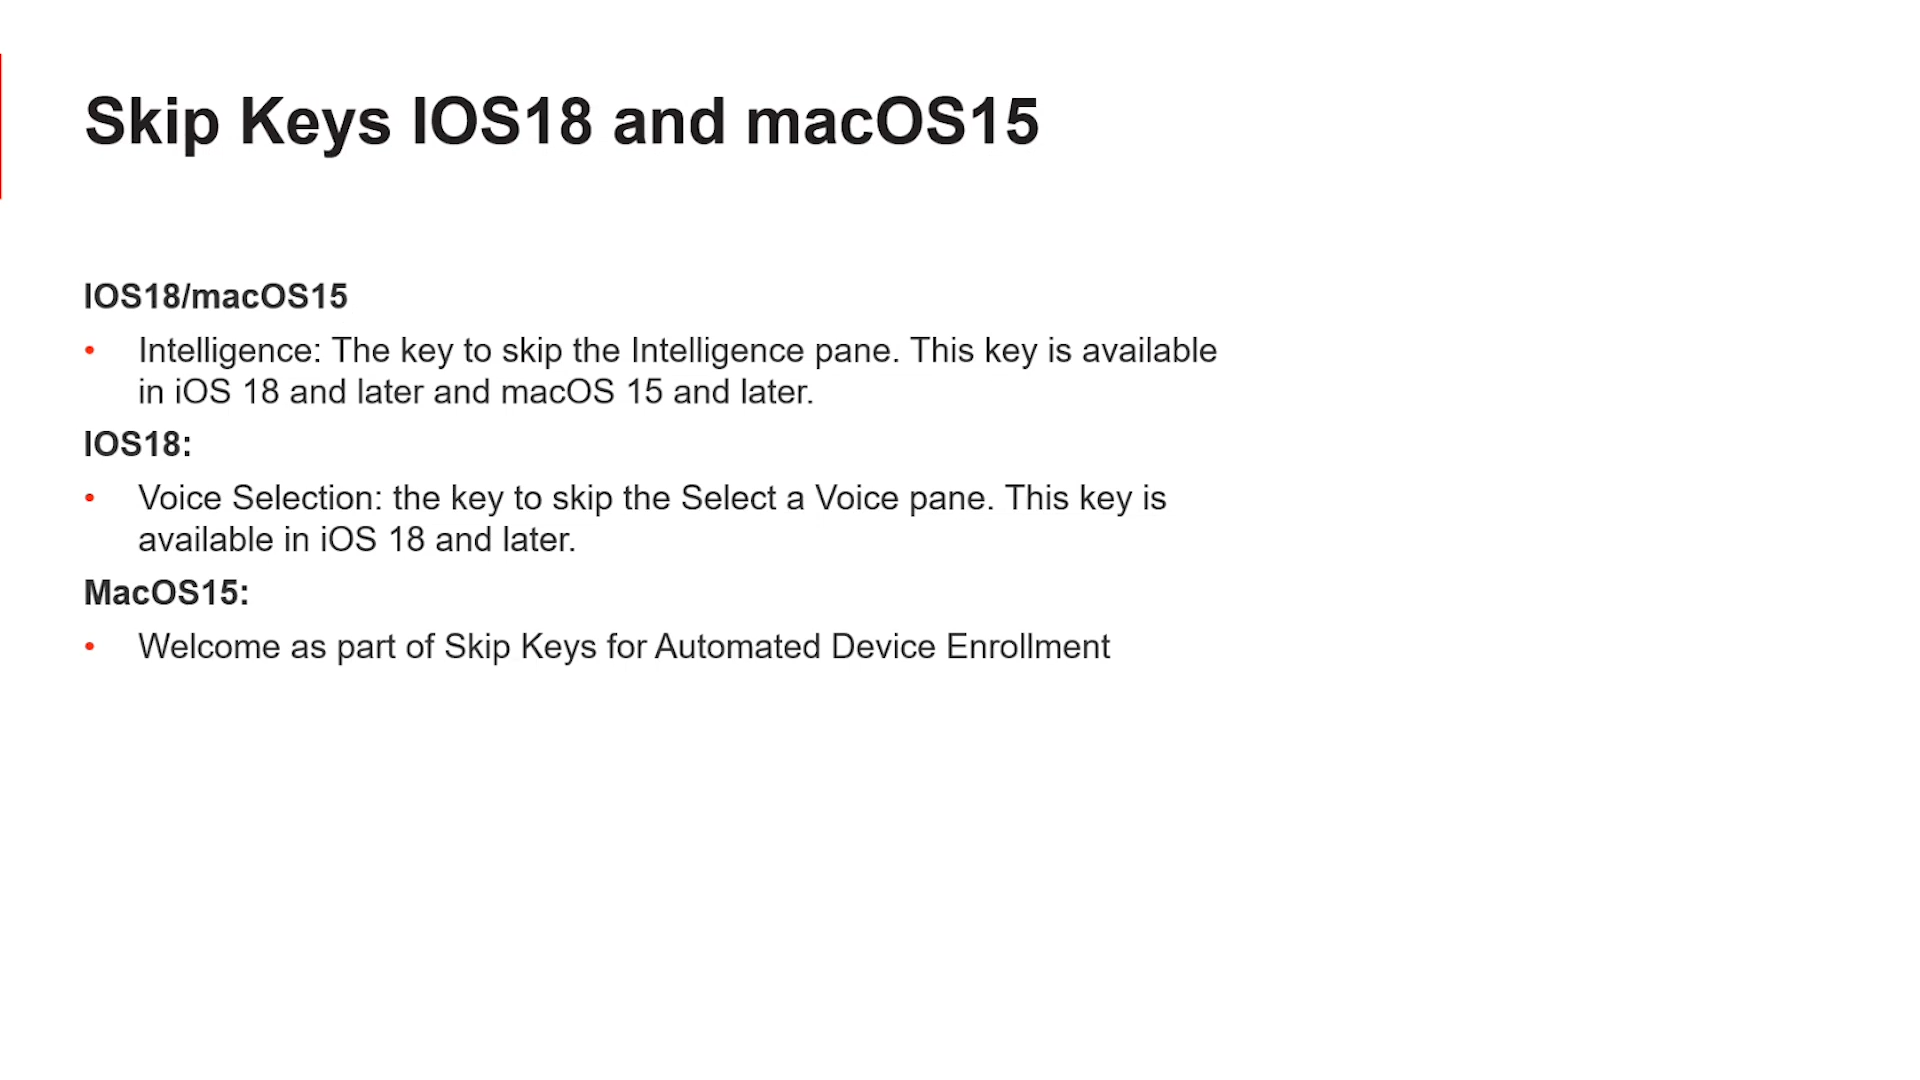 Skip Keys IOS18 and macOS15
IOS18/macOS15
• Intelligence: The key to skip the Intelligence pane. This key is available
in iOS 18 and later and macOS 15 and later.
IOS18:
• Voice Selection: the key to skip the Select a Voice pane. This key is
available in iOS 18 and later.
MacOS15:
• Welcome as part of Skip Keys for Automated Device Enrollment